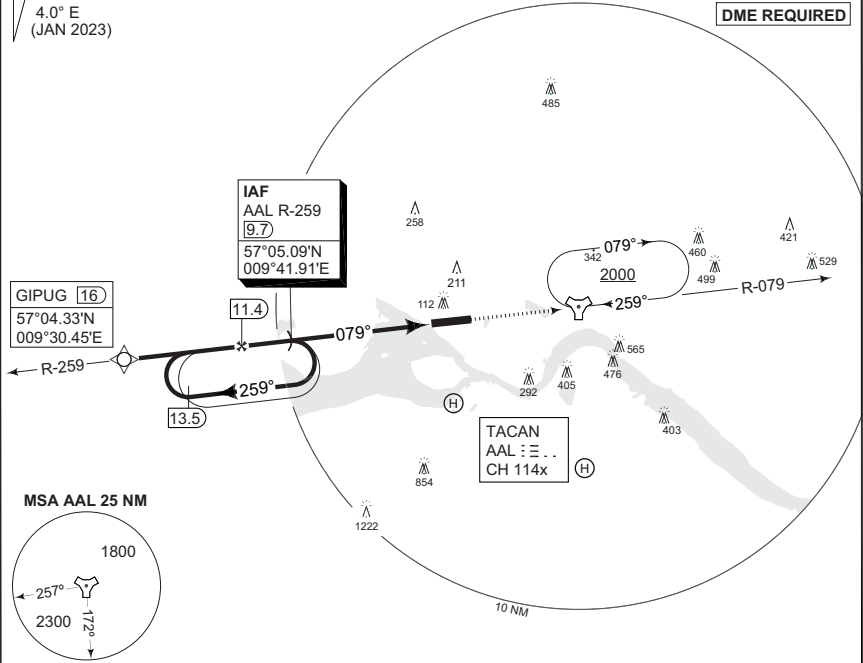 4.0° E
(JAN 2023)
DME REQUIRED
485
IAF
AAL R-259
9.7
57°05.09'N
009°41.91'E
258
211
112
342
079°
2000
259°
460
499
421
529
R-079
GIPUG 16
57°04.33'N
009°30.45'E
R-259
11.4
079°
259°
13.5
565
476
405
292
403
H
TACAN
AAL
CH 114x
H
854
1222
10 NM
MSA AAL 25 NM
1800
257°
2300
172°